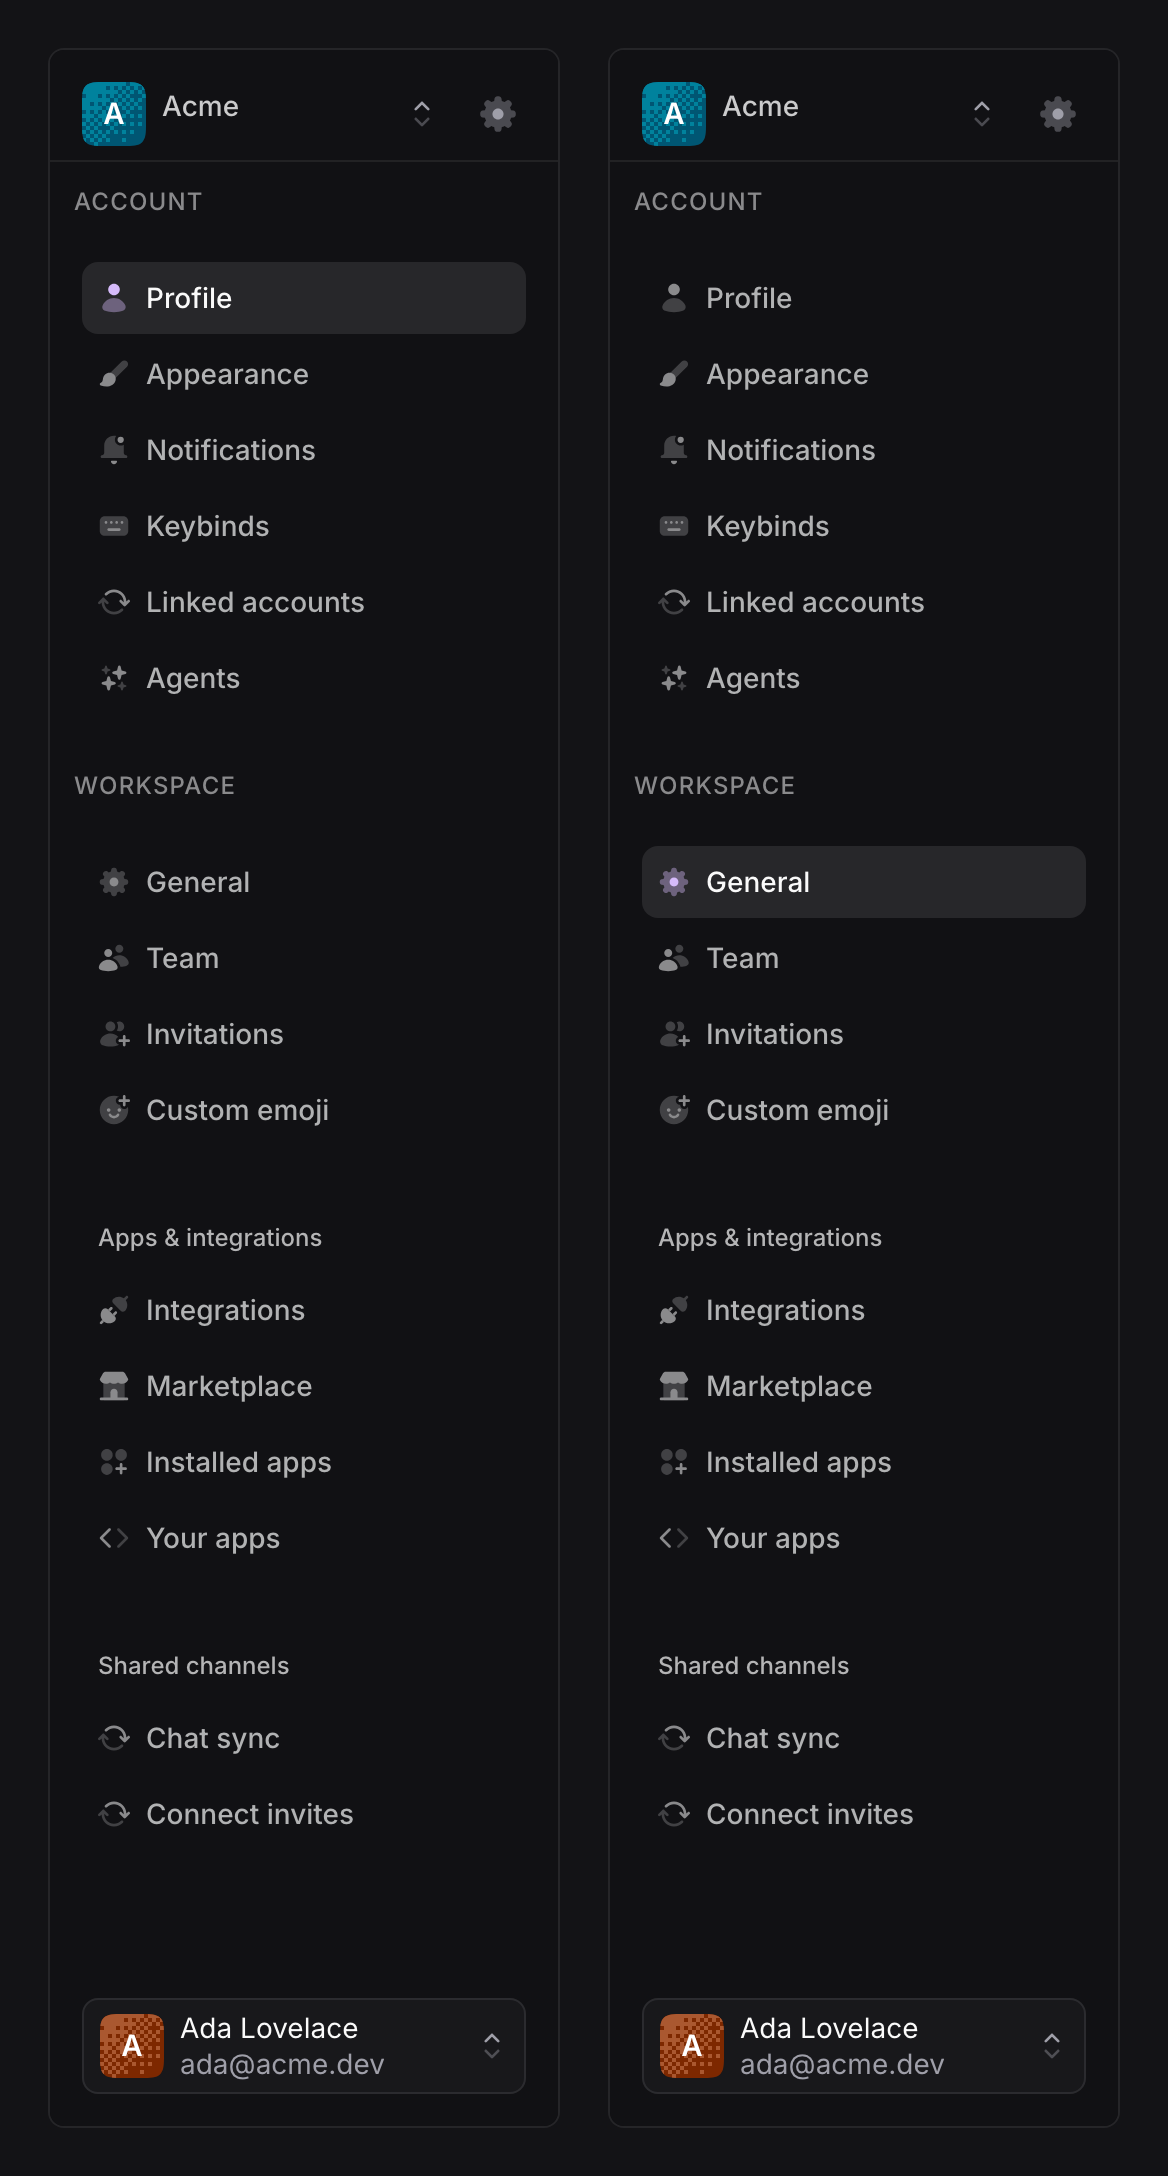 A Acme
ACCOUNT
Profile
Appearance
Notifications
Keybinds
Linked accounts
Agents
WORKSPACE
General
Team
Invitations
Custom emoji
Apps & integrations
Integrations
Marketplace
Installed apps
Your apps
Shared channels
Chat sync
Connect invites
A
Ada Lovelace
ada@acme.dev
A Acme
ACCOUNT
Profile
Appearance
Notifications
Keybinds
Linked accounts
Agents
WORKSPACE
General
Team
Invitations
Custom emoji
Apps & integrations
Integrations
Marketplace
Installed apps
Your apps
Shared channels
Chat sync
Connect invites
A
Ada Lovelace
ada@acme.dev